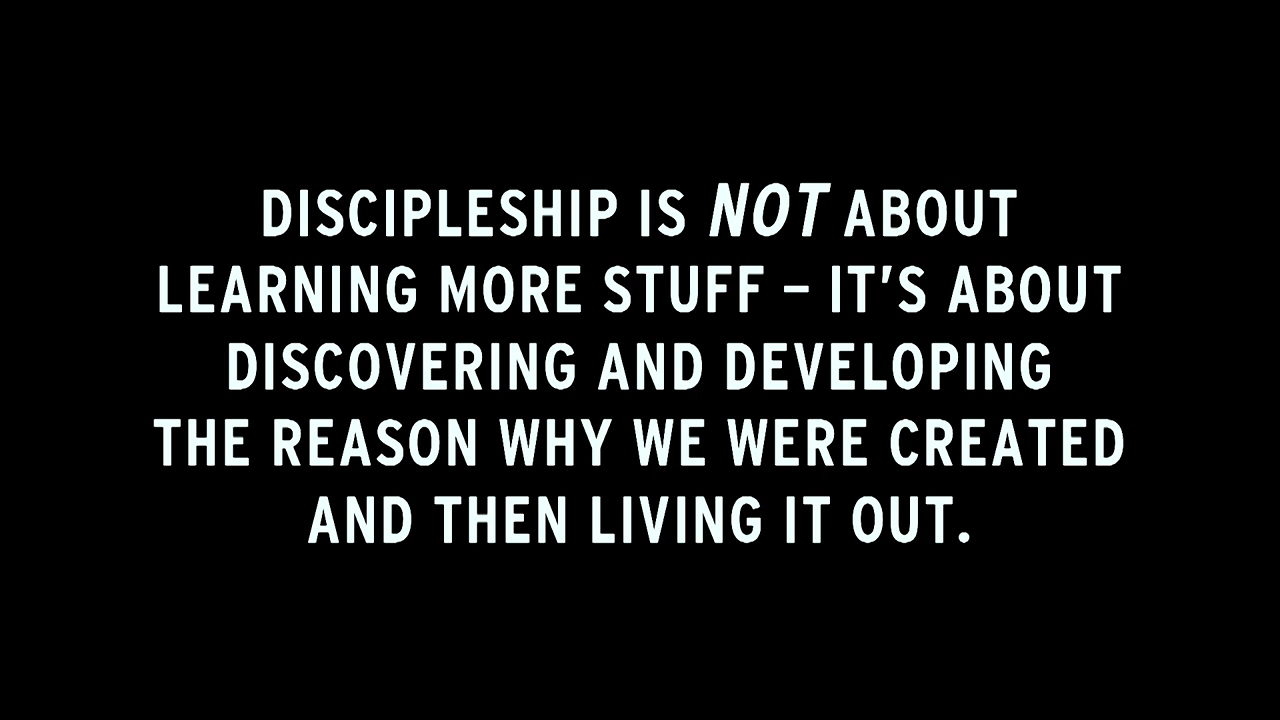 DISCIPLESHIP IS NOT ABOUT
LEARNING MORE STUFF – IT'S ABOUT
DISCOVERING AND DEVELOPING
THE REASON WHY WE WERE CREATED
AND THEN LIVING IT OUT.